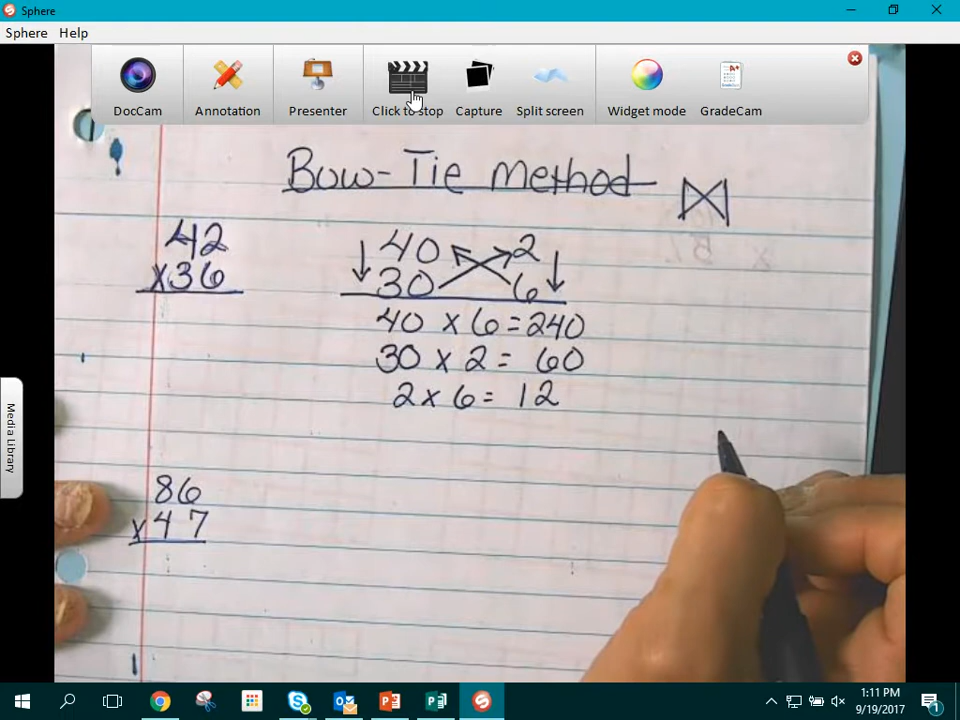 Sphere
Sphere Help
DocCam Annotation Presenter Click to stop Capture Split screen Widget mode GradeCam
Bow-Tie Method
42
x36
40 2
30 6
40 x 6 = 240
30 x 2 = 60
2 x 6 = 12
Media Library
86
x47
1:11 PM
9/19/2017